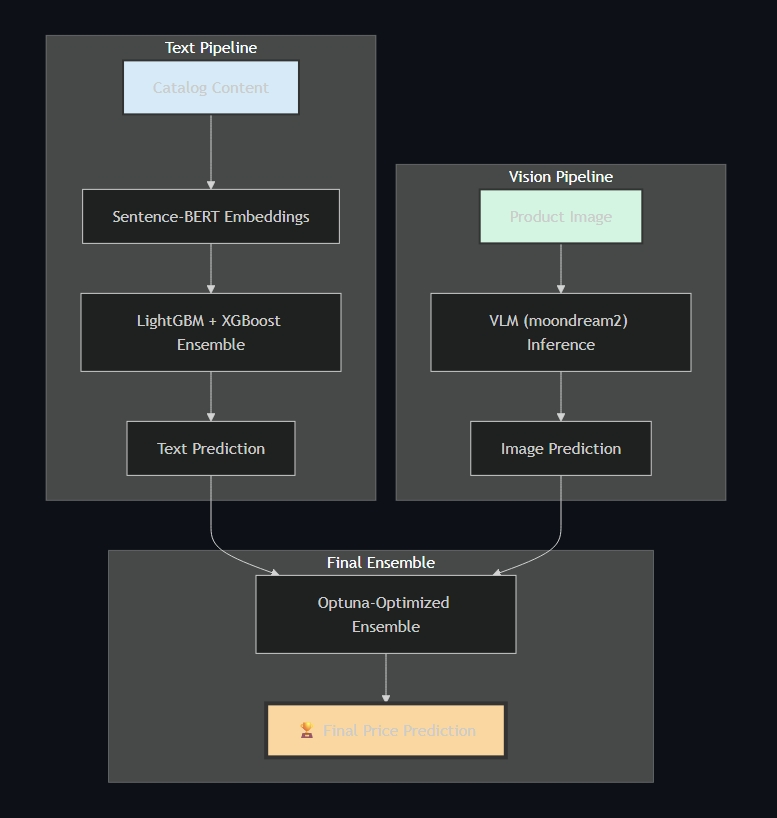 Text Pipeline
Catalog Content
Sentence-BERT Embeddings
LightGBM + XGBoost
Ensemble
Text Prediction
Vision Pipeline
Product Image
VLM (moondream2)
Inference
Image Prediction
Final Ensemble
Optuna-Optimized
Ensemble
🏆 Final Price Prediction